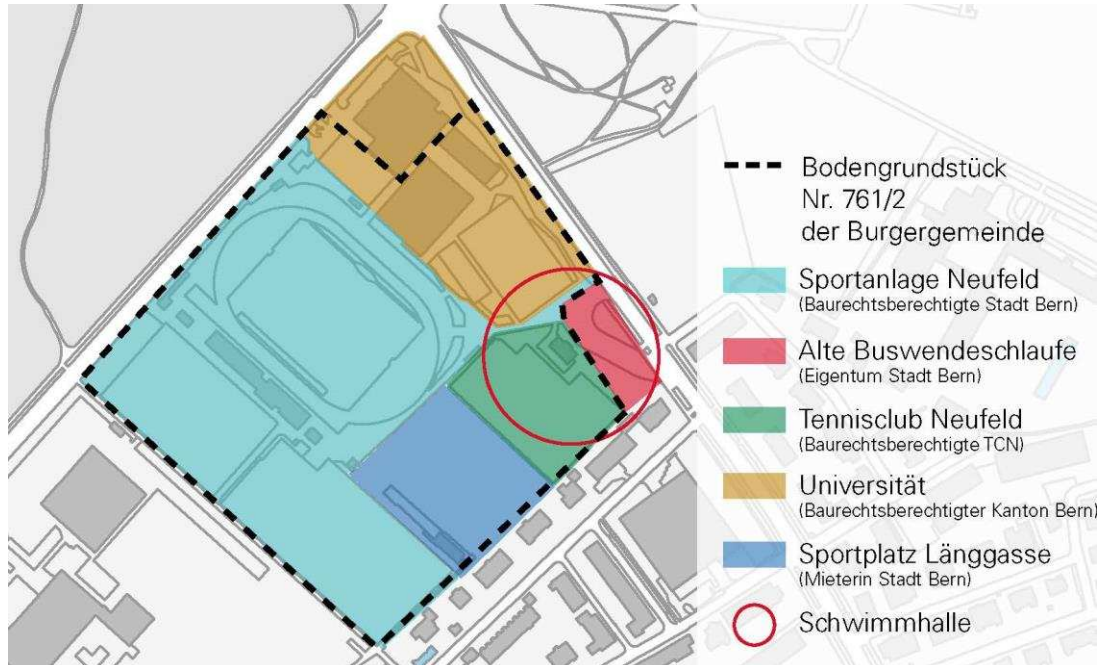 Bodengrundstück
Nr. 761/2
der Burgergemeinde
Sportanlage Neufeld
(Baurechtsberechtigte Stadt Bern)
Alte Buswendeschlaufe
(Eigentum Stadt Bern)
Tennisclub Neufeld
(Baurechtsberechtigte TCN)
Universität
(Baurechtsberechtigter Kanton Bern)
Sportplatz Länggasse
(Mieterin Stadt Bern)
Schwimmhalle